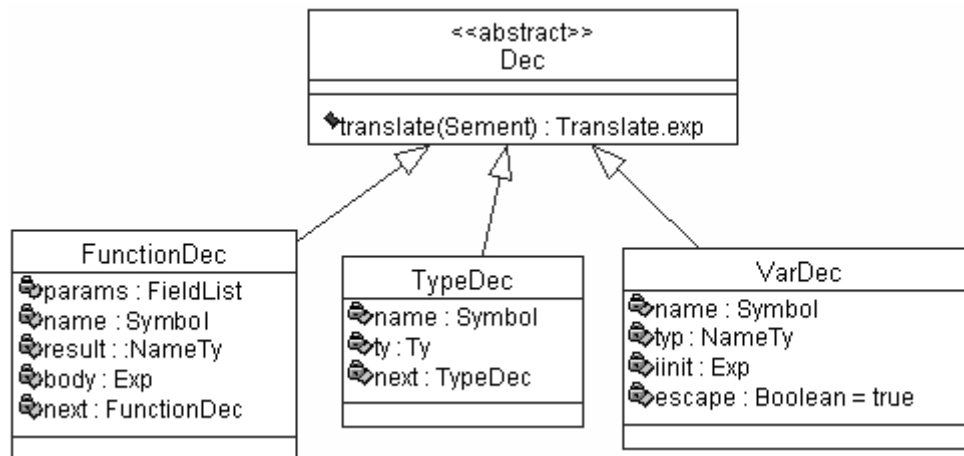 <<abstract>>
Dec
translate(Sement) : Translate.exp
FunctionDec
params : FieldList
name : Symbol
result : :NameTy
body : Exp
next : FunctionDec
TypeDec
name : Symbol
ty : Ty
next : TypeDec
VarDec
name : Symbol
typ : NameTy
iinit : Exp
escape : Boolean = true